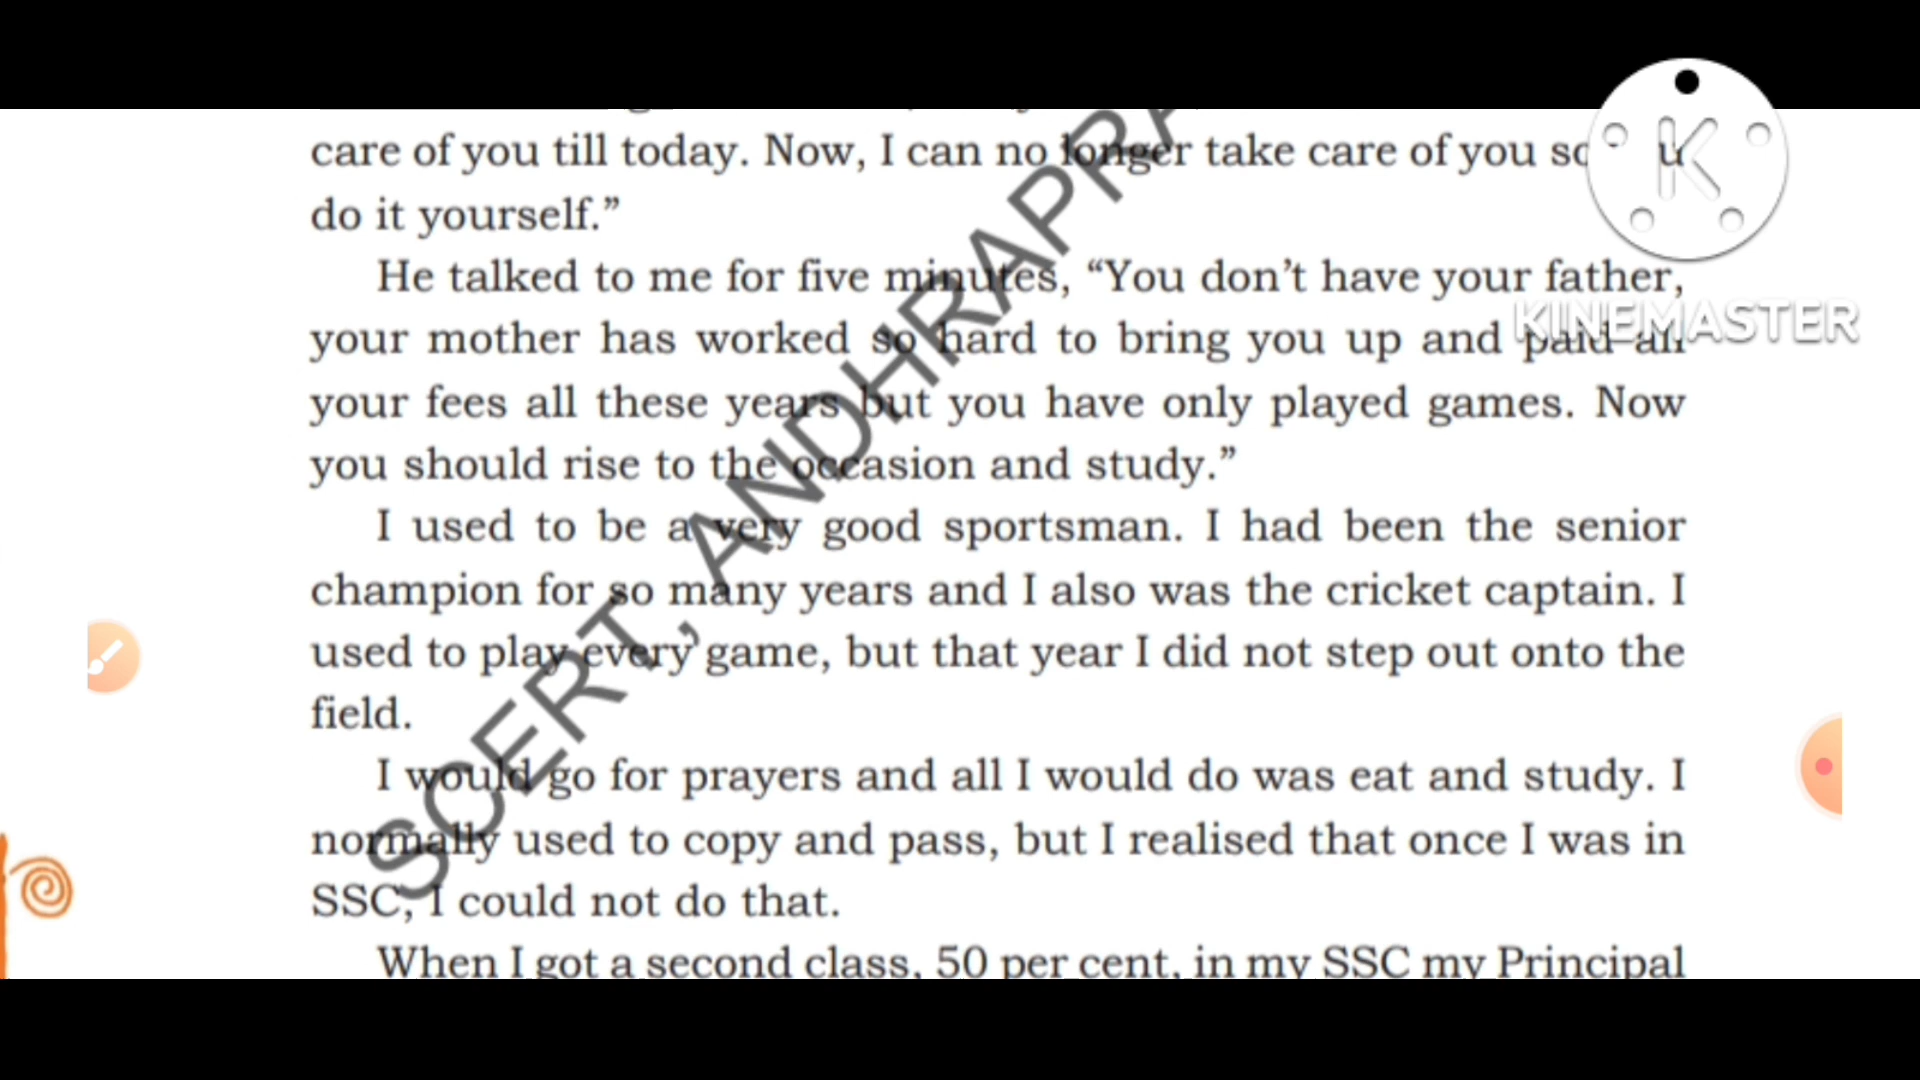 care of you till today. Now, I can no longer take care of you so
do it yourself.”
He talked to me for five minutes, “You don’t have your father,
your mother has worked so hard to bring you up and paid all
your fees all these years but you have only played games. Now
you should rise to the occasion and study.”
I used to be a very good sportsman. I had been the senior
champion for so many years and I also was the cricket captain. I
used to play every game, but that year I did not step out onto the
field.
I would go for prayers and all I would do was eat and study. I
normally used to copy and pass, but I realised that once I was in
SSC, I could not do that.
When I got a second class, 50 per cent, in my SSC my Principal
SCERT, ANDHRAPRA
K
KINEMASTER